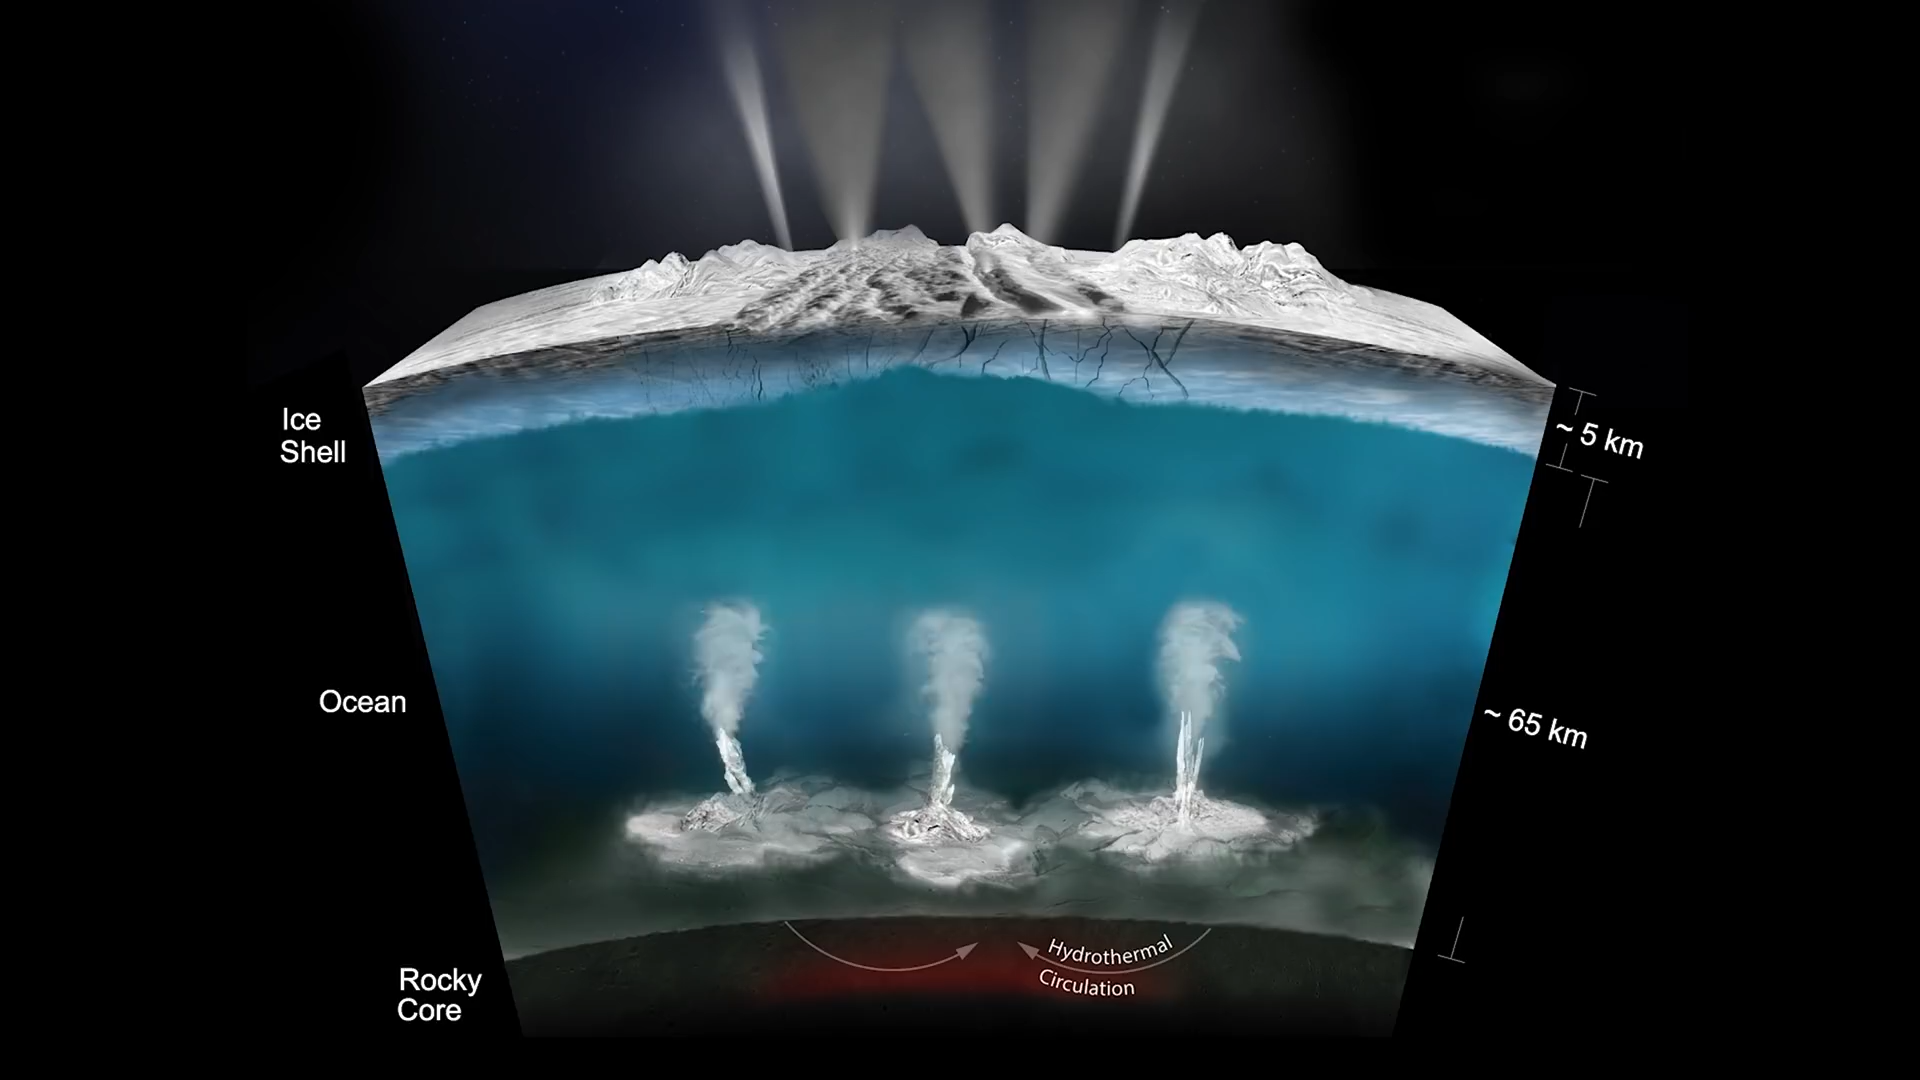 Ice
Shell
~ 5 km
Ocean
~ 65 km
Hydrothermal
Circulation
Rocky
Core